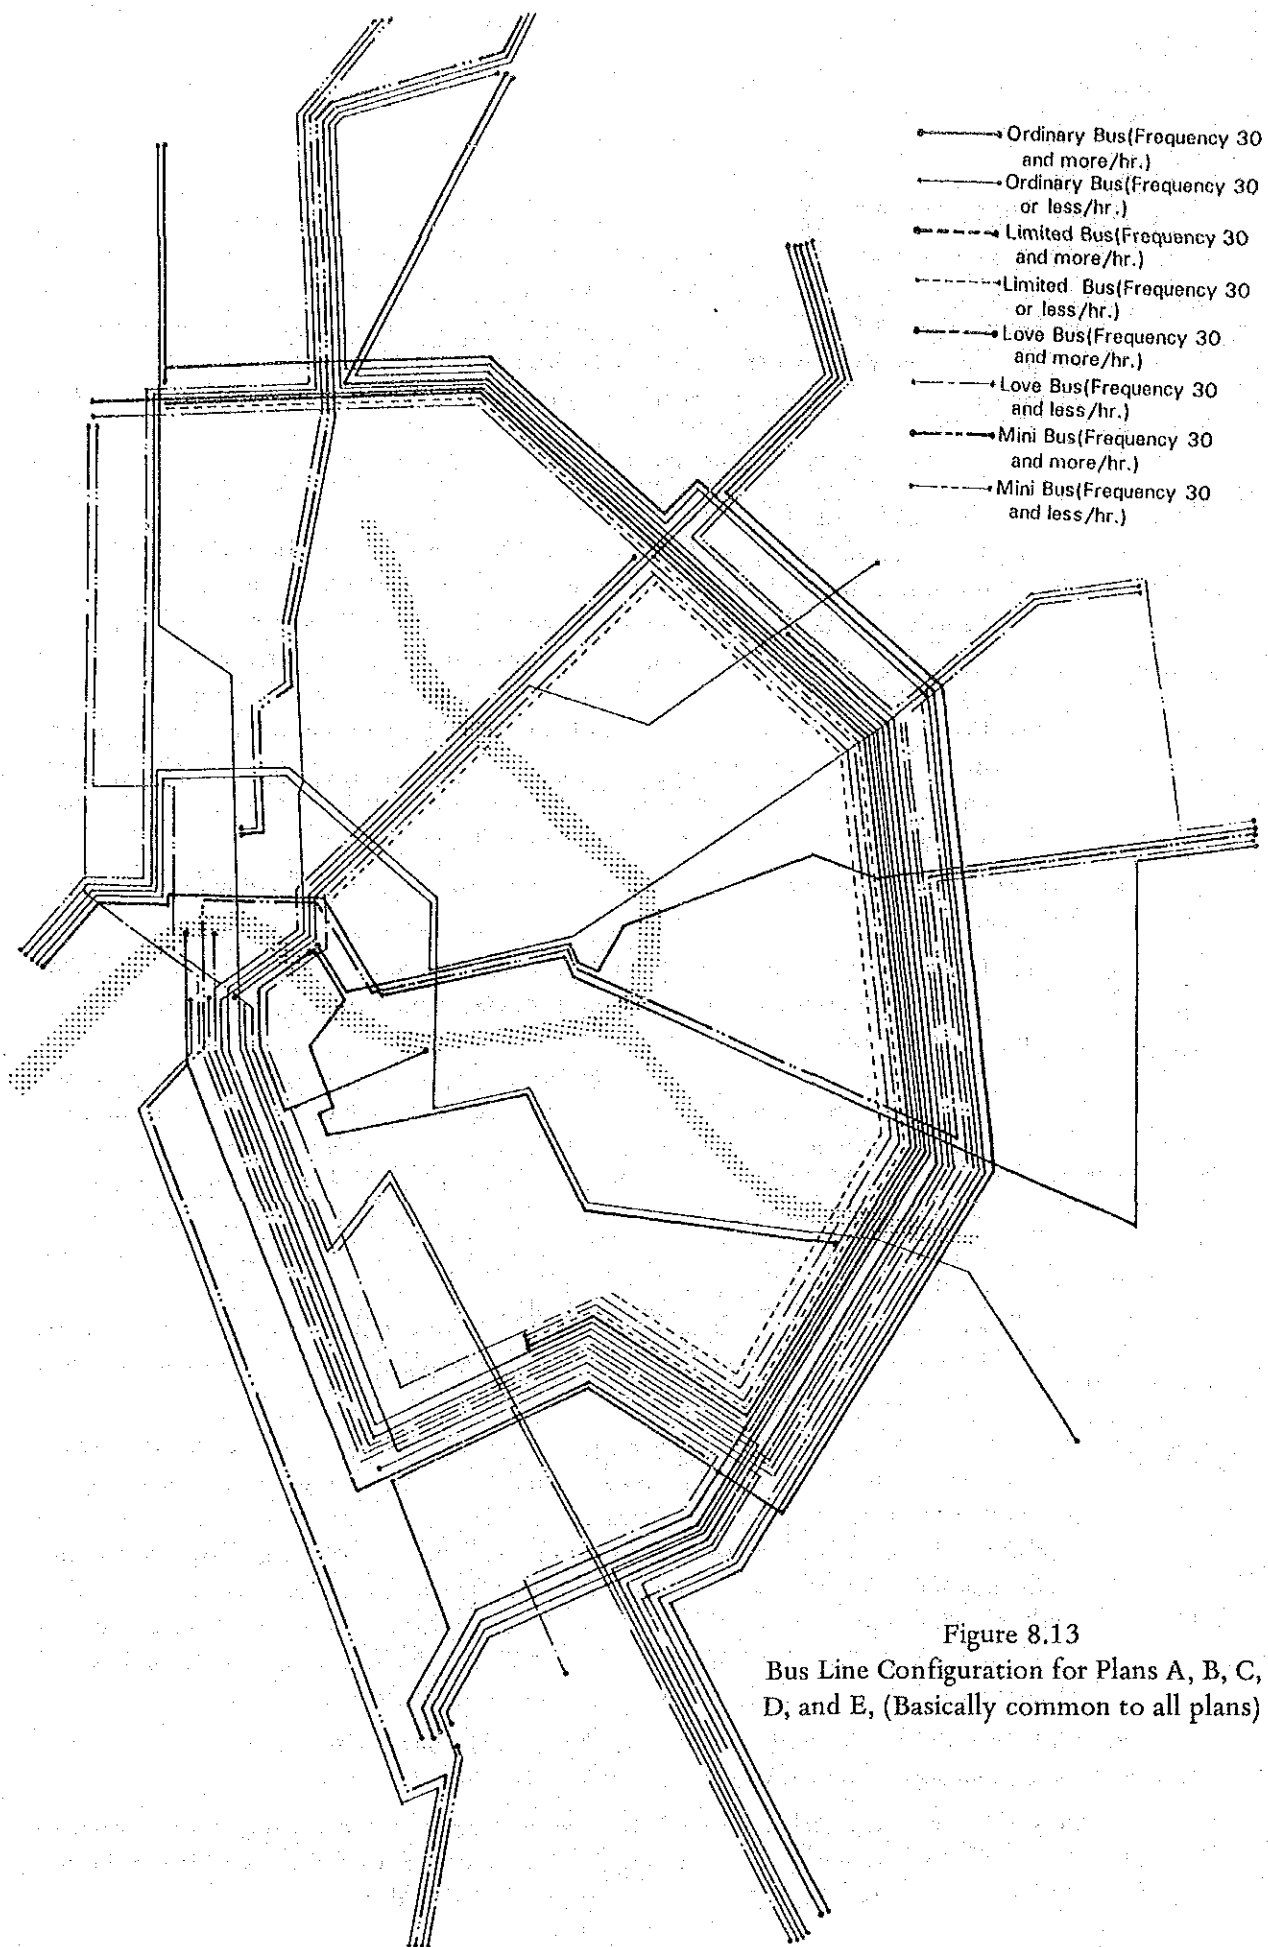 Ordinary Bus(Frequency 30
and more/hr.)
Ordinary Bus(Frequency 30
or less/hr.)
Limited Bus(Frequency 30
and more/hr.)
Limited Bus(Frequency 30
or less/hr.)
Love Bus(Frequency 30
and more/hr.)
Love Bus(Frequency 30
and less/hr.)
Mini Bus(Frequency 30
and more/hr.)
Mini Bus(Frequency 30
and less/hr.)
Figure 8.13
Bus Line Configuration for Plans A, B, C,
D, and E, (Basically common to all plans)